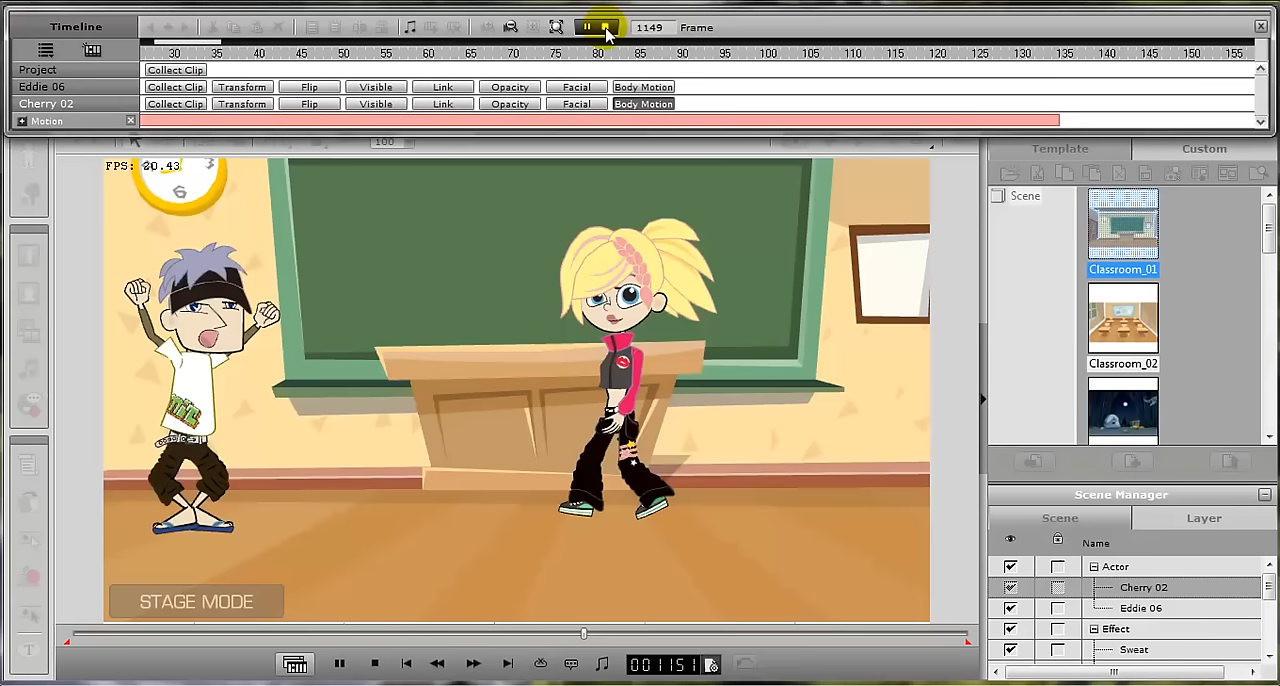 Timeline
1149 Frame
30 35 40 45 50 55 60 65 70 75 80 85 90 95 100 105 110 115 120 125 130 135 140 145 150 155
Project Collect Clip
Eddie 06 Collect Clip Transform Flip Visible Link Opacity Facial Body Motion
Cherry 02 Collect Clip Transform Flip Visible Link Opacity Facial Body Motion
Motion
100
FPS: 20.43
3
6
Template Custom
Scene
Classroom_01
Classroom_02
STAGE MODE
Scene Manager
Scene Layer
Name
Actor
Cherry 02
Eddie 06
Effect
Sweat
001151
T